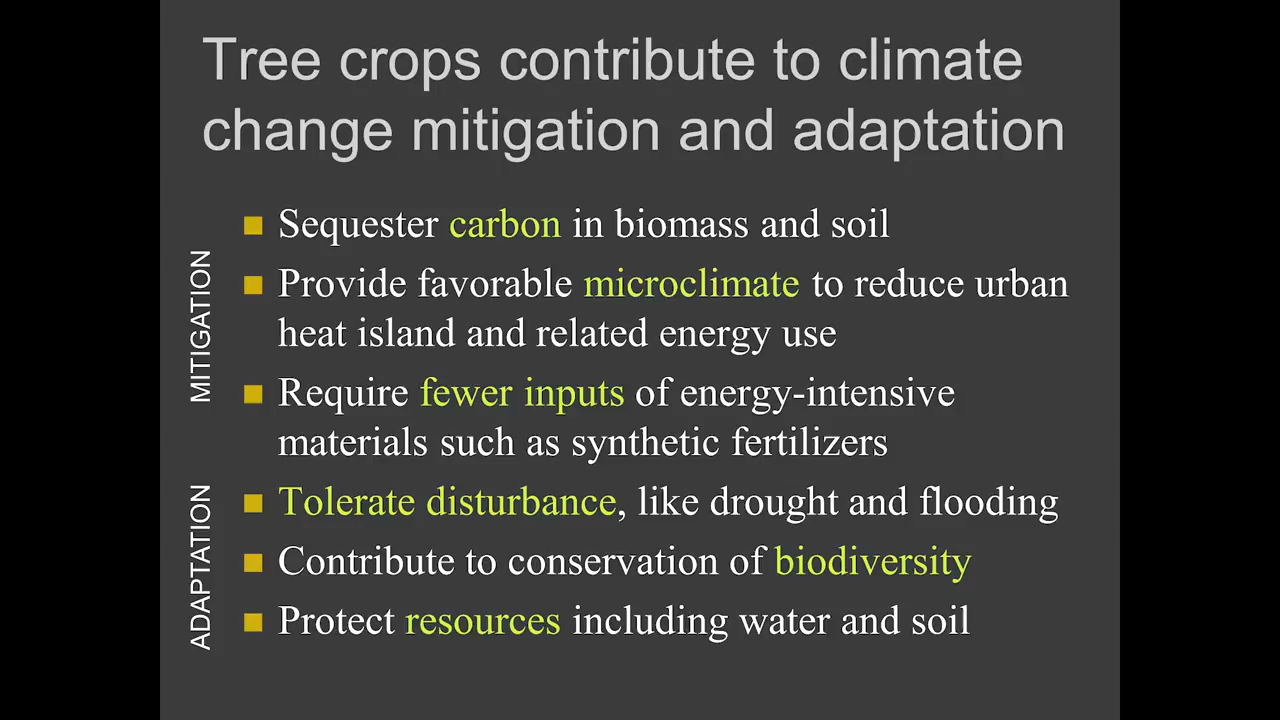 Tree crops contribute to climate
change mitigation and adaptation
MITIGATION
Sequester carbon in biomass and soil
Provide favorable microclimate to reduce urban
heat island and related energy use
Require fewer inputs of energy-intensive
materials such as synthetic fertilizers
ADAPTATION
Tolerate disturbance, like drought and flooding
Contribute to conservation of biodiversity
Protect resources including water and soil